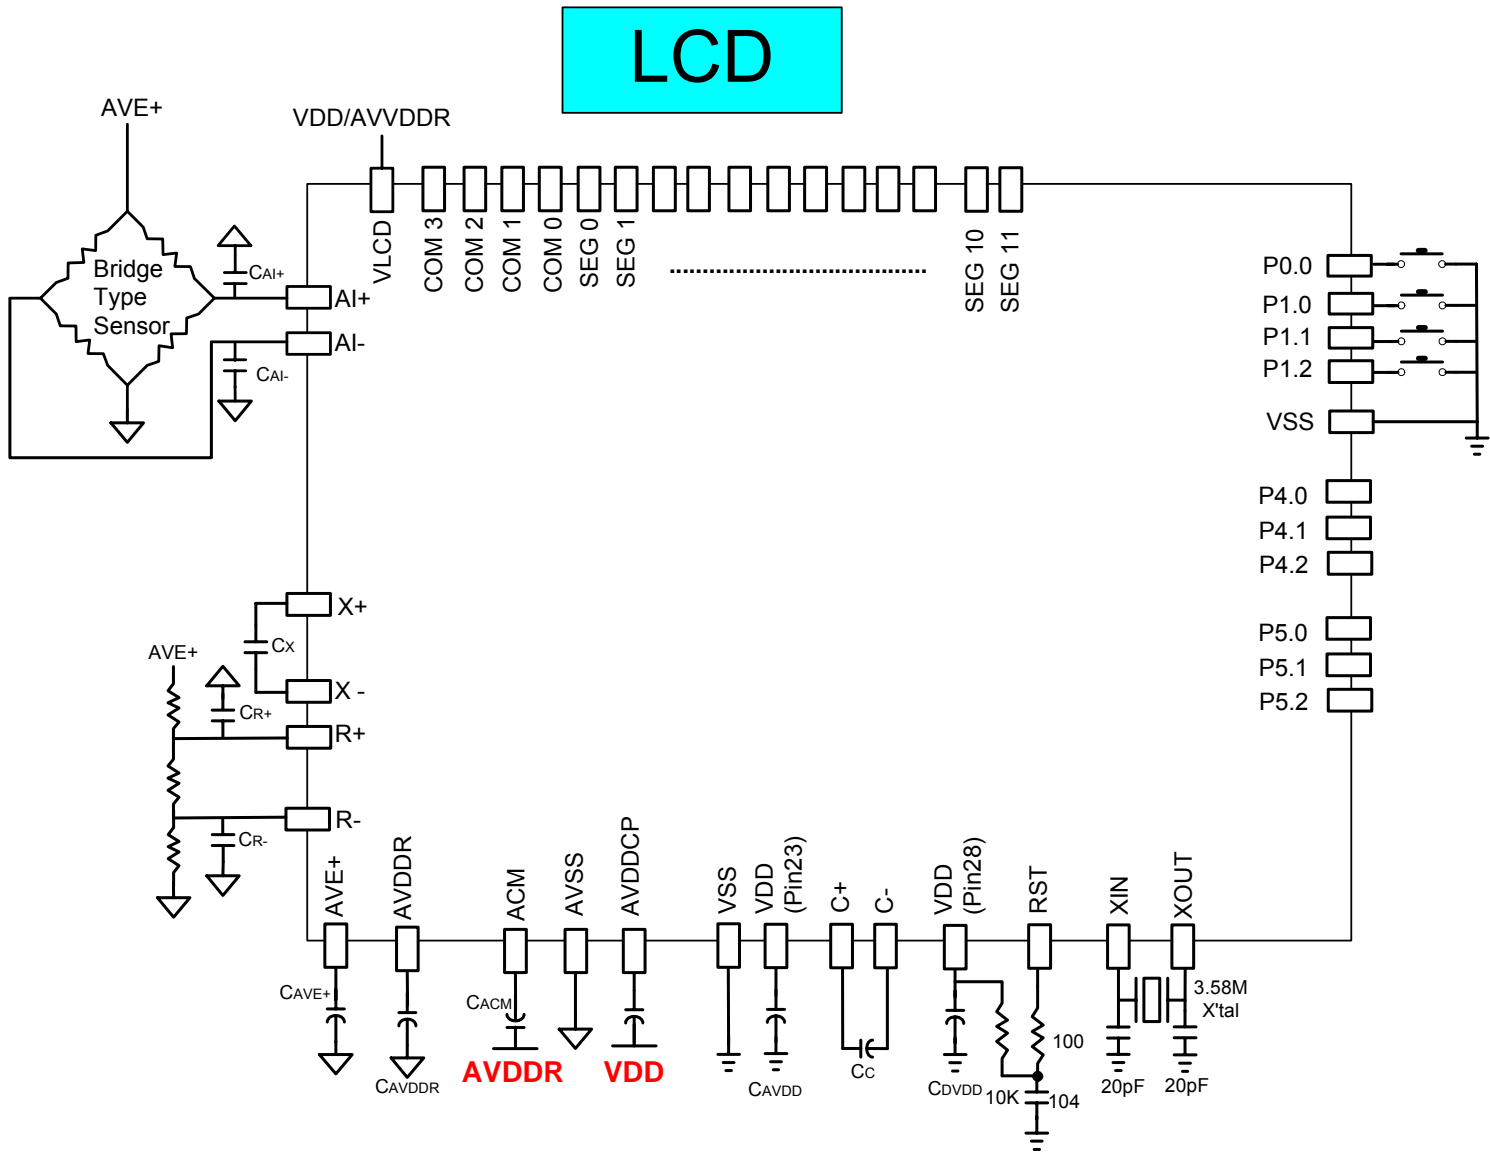 LCD
AVE+
VDD/AVVDDR
VLCD
COM 3
COM 2
COM 1
COM 0
SEG 0
SEG 1
SEG 10
SEG 11
Bridge
Type
Sensor
CAI+
AI+
AI-
CAI-
P0.0
P1.0
P1.1
P1.2
VSS
P4.0
P4.1
P4.2
P5.0
P5.1
P5.2
X+
CX
X -
AVE+
CR+
R+
R-
CR-
AVE+
AVDDR
ACM
AVSS
AVDDCP
VSS
VDD
(Pin23)
C+
C-
VDD
(Pin28)
RST
XIN
XOUT
CAVE+
CAVDDR
CACM
AVDDR
VDD
CAVDD
CC
CDVDD
10K
100
104
3.58M
X'tal
20pF
20pF